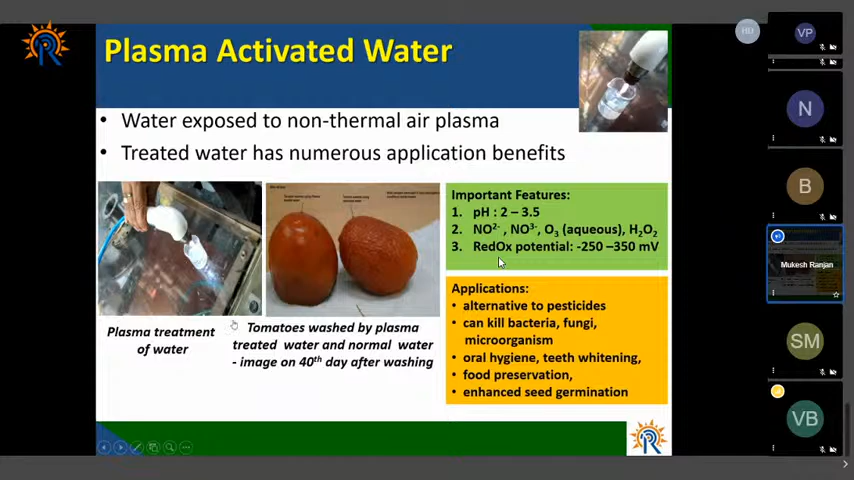 Plasma Activated Water
• Water exposed to non-thermal air plasma
• Treated water has numerous application benefits
Important Features:
1. pH : 2 – 3.5
2. NO²⁻ , NO³⁻, O₃ (aqueous), H₂O₂
3. RedOx potential: -250 –350 mV
Plasma treatment
of water
Tomatoes washed by plasma
treated water and normal water
- image on 40th day after washing
Applications:
• alternative to pesticides
• can kill bacteria, fungi,
microorganism
• oral hygiene, teeth whitening,
• food preservation,
• enhanced seed germination
HD
VP
N
B
Mukesh Ranjan
SM
VB